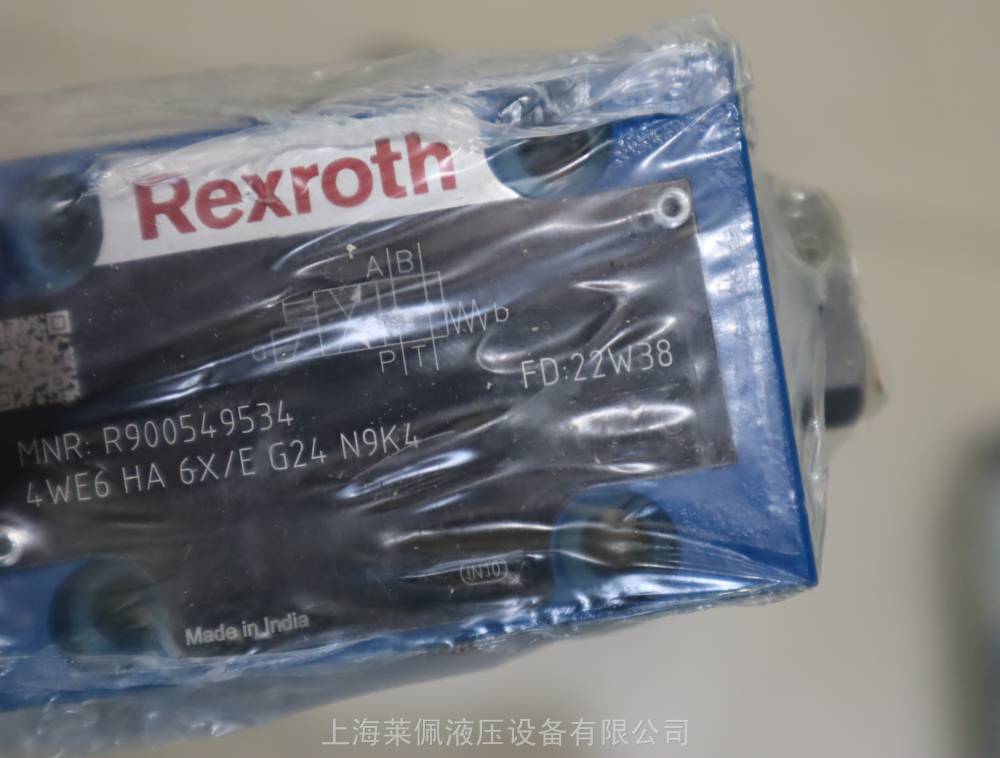 Rexroth
A B
b
P T
FD:22W38
MNR: R900549534
4WE6 HA 6X/E G24 N9K4
IN10
Made in India
上海莱佩液压设备有限公司